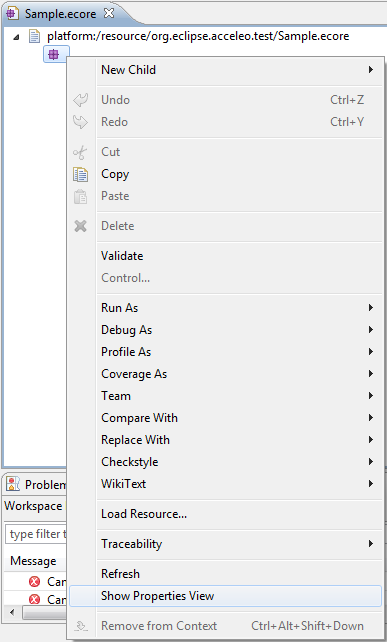 Sample.ecore
platform:/resource/org.eclipse.acceleo.test/Sample.ecore
New Child
Undo Ctrl+Z
Redo Ctrl+Y
Cut
Copy
Paste
Delete
Validate
Control...
Run As
Debug As
Profile As
Coverage As
Team
Compare With
Replace With
Checkstyle
WikiText
Load Resource...
Traceability
Refresh
Show Properties View
Remove from Context Ctrl+Alt+Shift+Down
Problem
Workspace
type filter t
Message
Can
Can